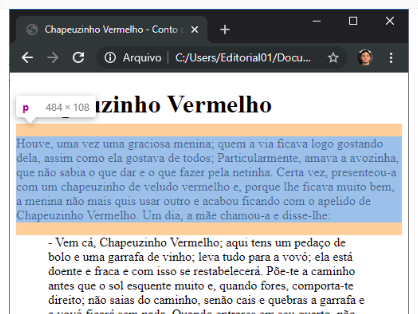 Chapeuzinho Vermelho - Conto
Arquivo | C:/Users/Editorial01/Docu...
uzinho Vermelho
p 484 × 108
Houve, uma vez uma graciosa menina; quem a via ficava logo gostando
dela, assim como ela gostava de todos; Particularmente, amava a avozinha,
que não sabia o que dar e o que fazer pela netinha. Certa vez, presenteou-a
com um chapeuzinho de veludo vermelho e, porque lhe ficava muito bem,
a menina não mais quis usar outro e acabou ficando com o apelido de
Chapeuzinho Vermelho. Um dia, a mãe chamou-a e disse-lhe:
- Vem cá, Chapeuzinho Vermelho; aqui tens um pedaço de
bolo e uma garrafa de vinho; leva tudo para a vovó; ela está
doente e fraca e com isso se restabelecerá. Põe-te a caminho
antes que o sol esquente muito e, quando fores, comporta-te
direito; não saias do caminho, senão cais e quebras a garrafa e